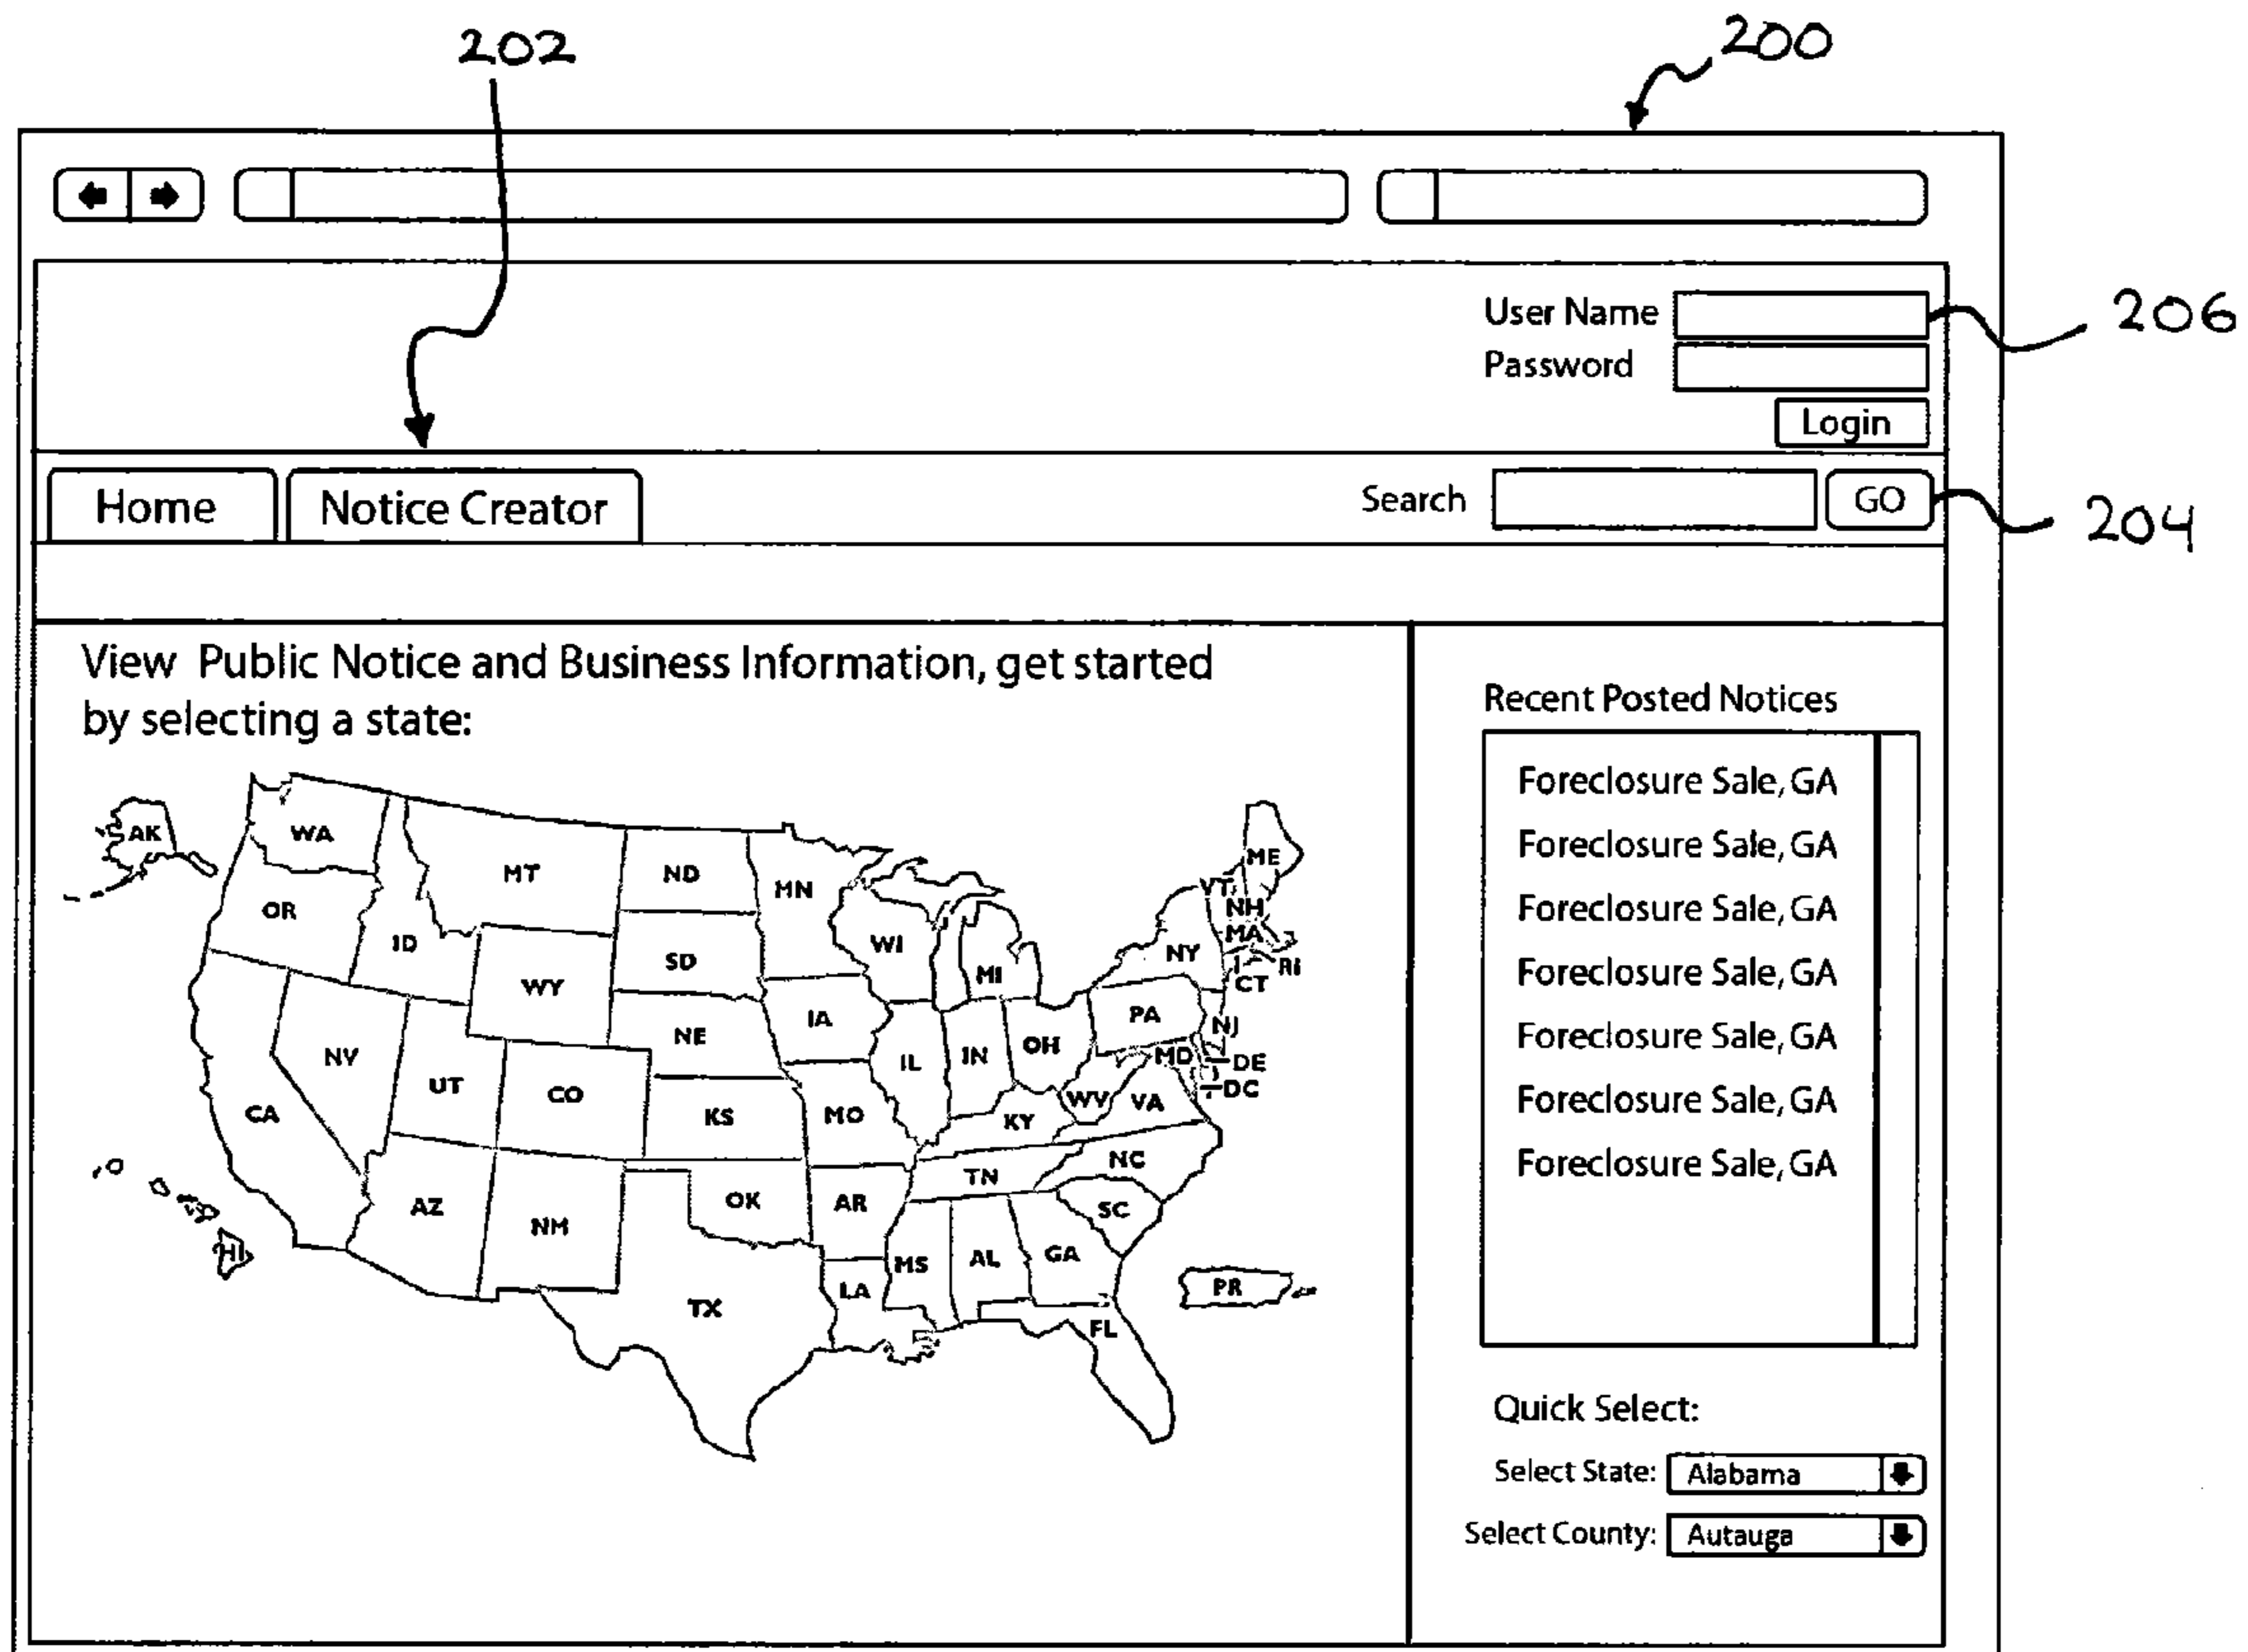 202
200
User Name
206
Password
Login
Home
Notice Creator
Search
GO
204
View Public Notice and Business Information, get started
by selecting a state:
Recent Posted Notices
Foreclosure Sale, GA
Foreclosure Sale, GA
Foreclosure Sale, GA
Foreclosure Sale, GA
Foreclosure Sale, GA
Foreclosure Sale, GA
Foreclosure Sale, GA
AK
WA
MT
ND
MN
ME
VT
NH
OR
ID
WI
MA
NY
SD
MI
RI
CT
WY
IA
PA
NJ
NE
NV
IL
IN
OH
MD
DE
UT
CO
DC
CA
KS
MO
KY
WV
VA
NC
TN
AZ
NM
OK
AR
SC
HI
MS
AL
GA
LA
PR
TX
FL
Quick Select:
Select State: Alabama
Select County: Autauga